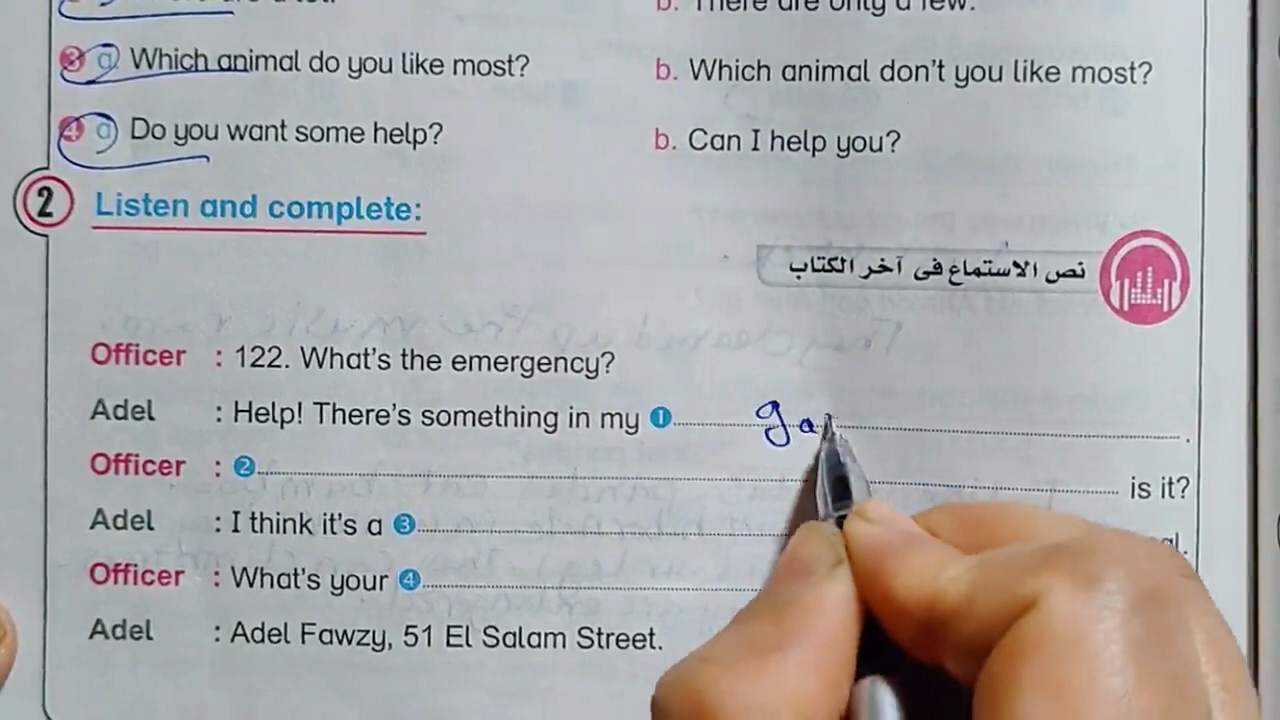 b. There are only a few.
3 a. Which animal do you like most? b. Which animal don't you like most?
4 a. Do you want some help? b. Can I help you?
2 Listen and complete:
نص الاستماع فى آخر الكتاب
Officer : 122. What's the emergency?
Adel : Help! There's something in my 1 ga .
Officer : 2 is it?
Adel : I think it's a 3
Officer : What's your 4
Adel : Adel Fawzy, 51 El Salam Street.